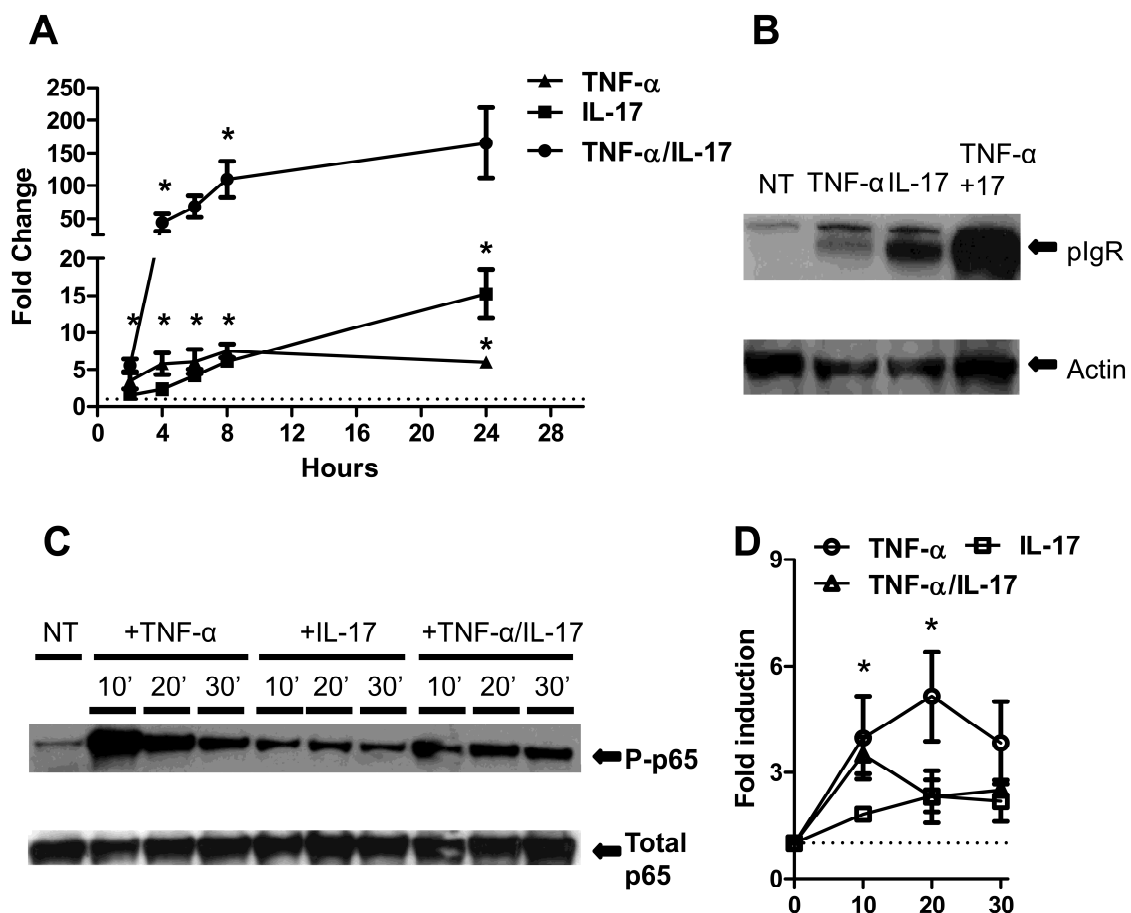 A
TNF-α
IL-17
TNF-α/IL-17
250
200
150
100
50
20
15
10
5
0
*
*
*
*
*
*
*
*
Fold Change
0
4
8
12
16
20
24
28
Hours
B
NT
TNF-α
IL-17
TNF-α
+17
pIgR
Actin
C
NT
+TNF-α
+IL-17
+TNF-α/IL-17
10’
20’
30’
10’
20’
30’
10’
20’
30’
P-p65
Total
p65
D
TNF-α
IL-17
TNF-α/IL-17
9
6
3
0
*
*
Fold induction
0
10
20
30